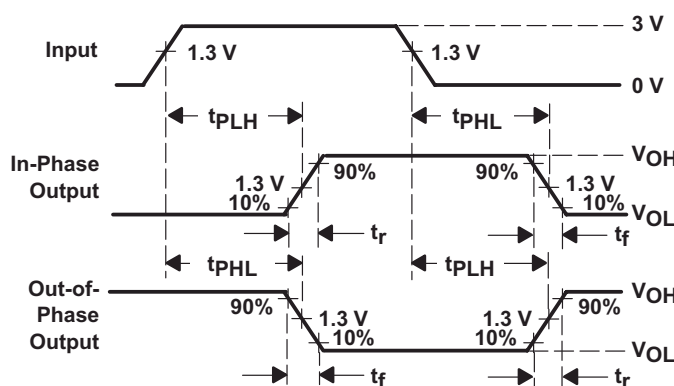 3 V
Input
1.3 V
1.3 V
0 V
tPLH
tPHL
VOH
In-Phase
Output
90%
90%
1.3 V
1.3 V
10%
10%
VOL
tr
tf
tPHL
tPLH
Out-of-
Phase
Output
VOH
90%
90%
1.3 V
1.3 V
10%
10%
VOL
tf
tr